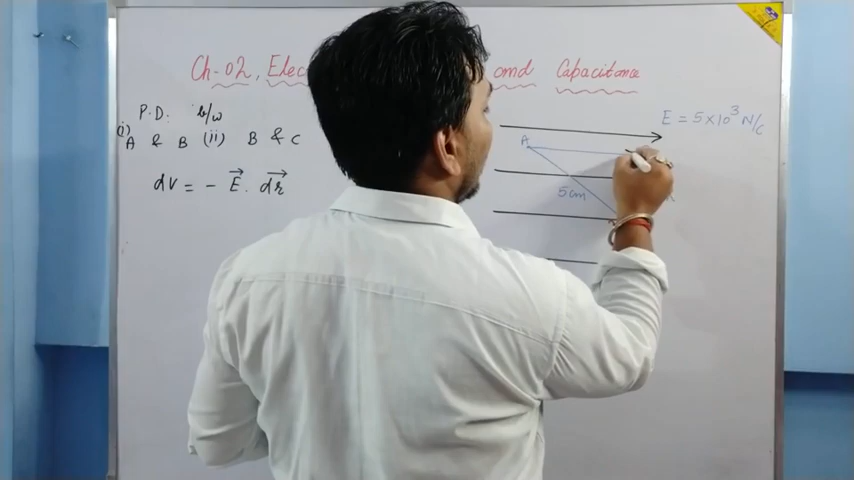 Ch-02, Elec
and Capacitance
P.D. b/w
(i) A & B (ii) B & C
dv = - E⃗. dr⃗
E = 5×10³ N/C
A
5cm